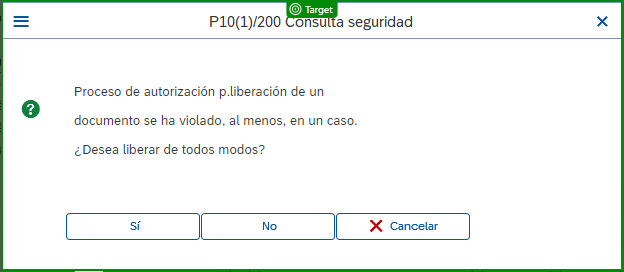 Target
P10(1)/200 Consulta seguridad
Proceso de autorización p.liberación de un
documento se ha violado, al menos, en un caso.
¿Desea liberar de todos modos?
Sí
No
Cancelar